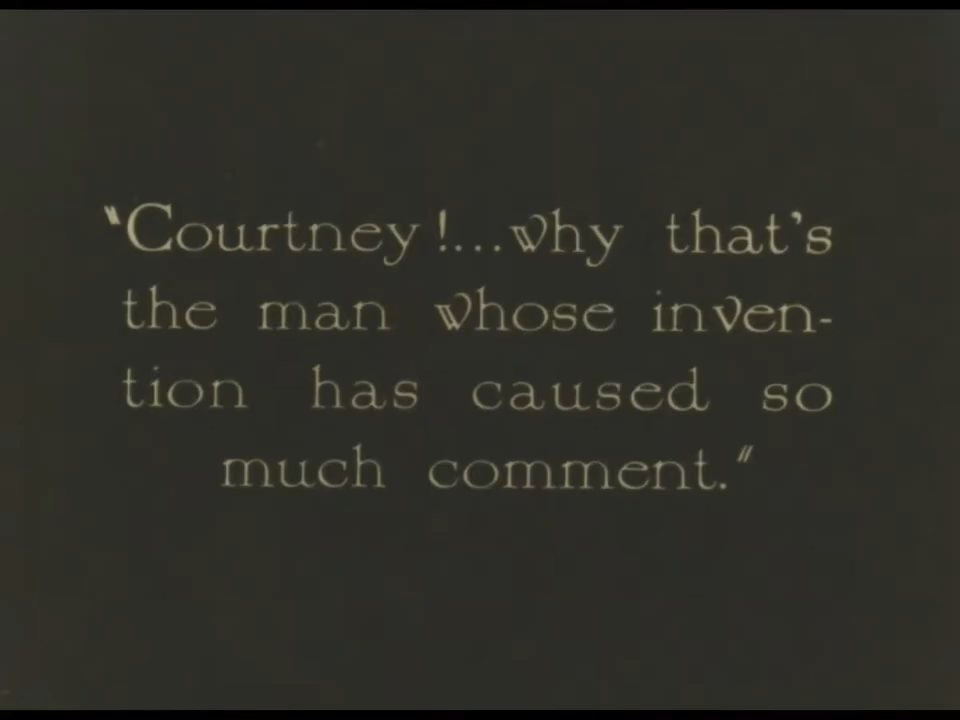 "Courtney!...why that's
the man whose inven-
tion has caused so
much comment."